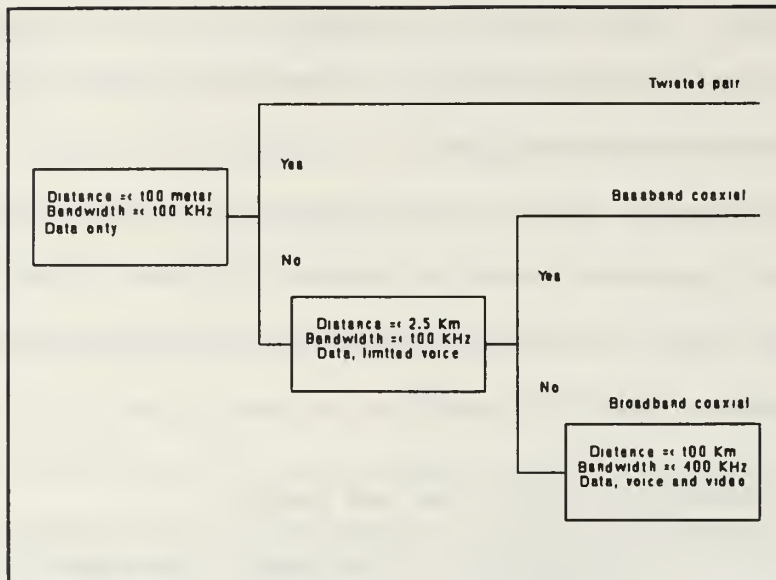 Twisted pair
Yes
Distance =< 100 meter
Bandwidth =< 100 KHz
Data only
Baseband coaxial
No
Yes
Distance =< 2.5 Km
Bandwidth =< 100 KHz
Data, limited voice
No
Broadband coaxial
Distance =< 100 Km
Bandwidth =< 400 KHz
Data, voice and video